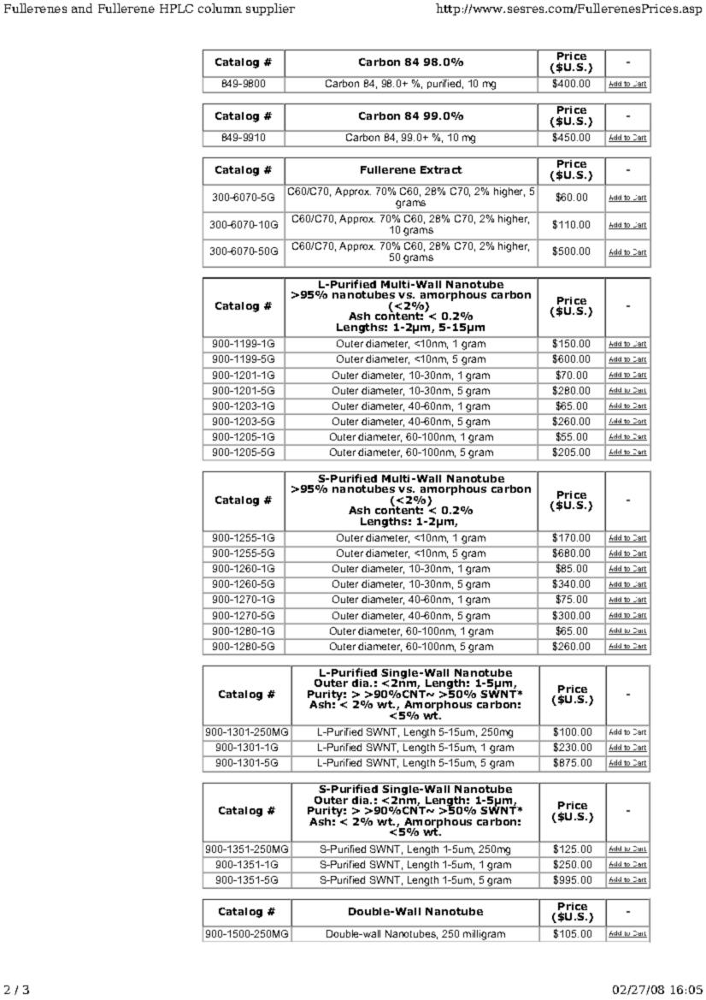 Fullerenes and Fullerene HPLC column supplier http://www.sesres.com/FullerenesPrices.asp
Catalog # Carbon 84 98.0% Price ($U.S.) -
849-9800 Carbon 84, 98.0+ %, purified, 10 mg $400.00 Add to Cart
Catalog # Carbon 84 99.0% Price ($U.S.) -
849-9910 Carbon 84, 99.0+ %, 10 mg $450.00 Add to Cart
Catalog # Fullerene Extract Price ($U.S.) -
300-6070-5G C60/C70, Approx. 70% C60, 28% C70, 2% higher, 5 grams $60.00 Add to Cart
300-6070-10G C60/C70, Approx. 70% C60, 28% C70, 2% higher, 10 grams $110.00 Add to Cart
300-6070-50G C60/C70, Approx. 70% C60, 28% C70, 2% higher, 50 grams $500.00 Add to Cart
Catalog # L-Purified Multi-Wall Nanotube
>95% nanotubes vs. amorphous carbon
(<2%)
Ash content: < 0.2%
Lengths: 1-2µm, 5-15µm Price ($U.S.) -
900-1199-1G Outer diameter, <10nm, 1 gram $150.00 Add to Cart
900-1199-5G Outer diameter, <10nm, 5 gram $600.00 Add to Cart
900-1201-1G Outer diameter, 10-30nm, 1 gram $70.00 Add to Cart
900-1201-5G Outer diameter, 10-30nm, 5 gram $280.00 Add to Cart
900-1203-1G Outer diameter, 40-60nm, 1 gram $65.00 Add to Cart
900-1203-5G Outer diameter, 40-60nm, 5 gram $260.00 Add to Cart
900-1205-1G Outer diameter, 60-100nm, 1 gram $55.00 Add to Cart
900-1205-5G Outer diameter, 60-100nm, 5 gram $205.00 Add to Cart
Catalog # S-Purified Multi-Wall Nanotube
>95% nanotubes vs. amorphous carbon
(<2%)
Ash content: < 0.2%
Lengths: 1-2µm, Price ($U.S.) -
900-1255-1G Outer diameter, <10nm, 1 gram $170.00 Add to Cart
900-1255-5G Outer diameter, <10nm, 5 gram $680.00 Add to Cart
900-1260-1G Outer diameter, 10-30nm, 1 gram $85.00 Add to Cart
900-1260-5G Outer diameter, 10-30nm, 5 gram $340.00 Add to Cart
900-1270-1G Outer diameter, 40-60nm, 1 gram $75.00 Add to Cart
900-1270-5G Outer diameter, 40-60nm, 5 gram $300.00 Add to Cart
900-1280-1G Outer diameter, 60-100nm, 1 gram $65.00 Add to Cart
900-1280-5G Outer diameter, 60-100nm, 5 gram $260.00 Add to Cart
Catalog # L-Purified Single-Wall Nanotube
Outer dia.: <2nm, Length: 1-5µm,
Purity: > >90%CNT~ >50% SWNT*
Ash: < 2% wt., Amorphous carbon:
<5% wt. Price ($U.S.) -
900-1301-250MG L-Purified SWNT, Length 5-15um, 250mg $100.00 Add to Cart
900-1301-1G L-Purified SWNT, Length 5-15um, 1 gram $230.00 Add to Cart
900-1301-5G L-Purified SWNT, Length 5-15um, 5 gram $875.00 Add to Cart
Catalog # S-Purified Single-Wall Nanotube
Outer dia.: <2nm, Length: 1-5µm,
Purity: > >90%CNT~ >50% SWNT*
Ash: < 2% wt., Amorphous carbon:
<5% wt. Price ($U.S.) -
900-1351-250MG S-Purified SWNT, Length 1-5um, 250mg $125.00 Add to Cart
900-1351-1G S-Purified SWNT, Length 1-5um, 1 gram $250.00 Add to Cart
900-1351-5G S-Purified SWNT, Length 1-5um, 5 gram $995.00 Add to Cart
Catalog # Double-Wall Nanotube Price ($U.S.) -
900-1500-250MG Double-wall Nanotubes, 250 milligram $105.00 Add to Cart
2 / 3 02/27/08 16:05